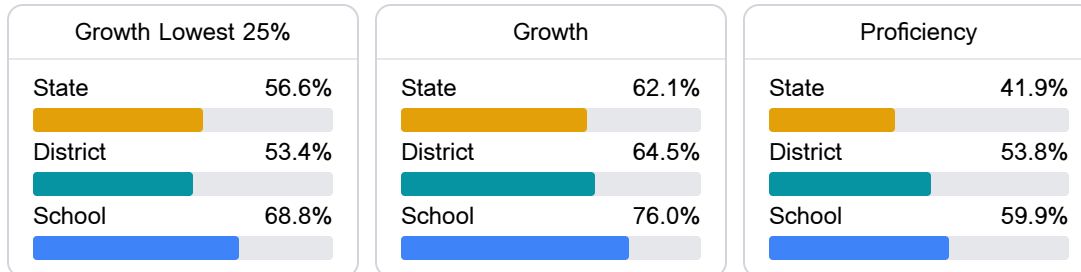 Growth Lowest 25%
State 56.6%
District 53.4%
School 68.8%
Growth
State 62.1%
District 64.5%
School 76.0%
Proficiency
State 41.9%
District 53.8%
School 59.9%